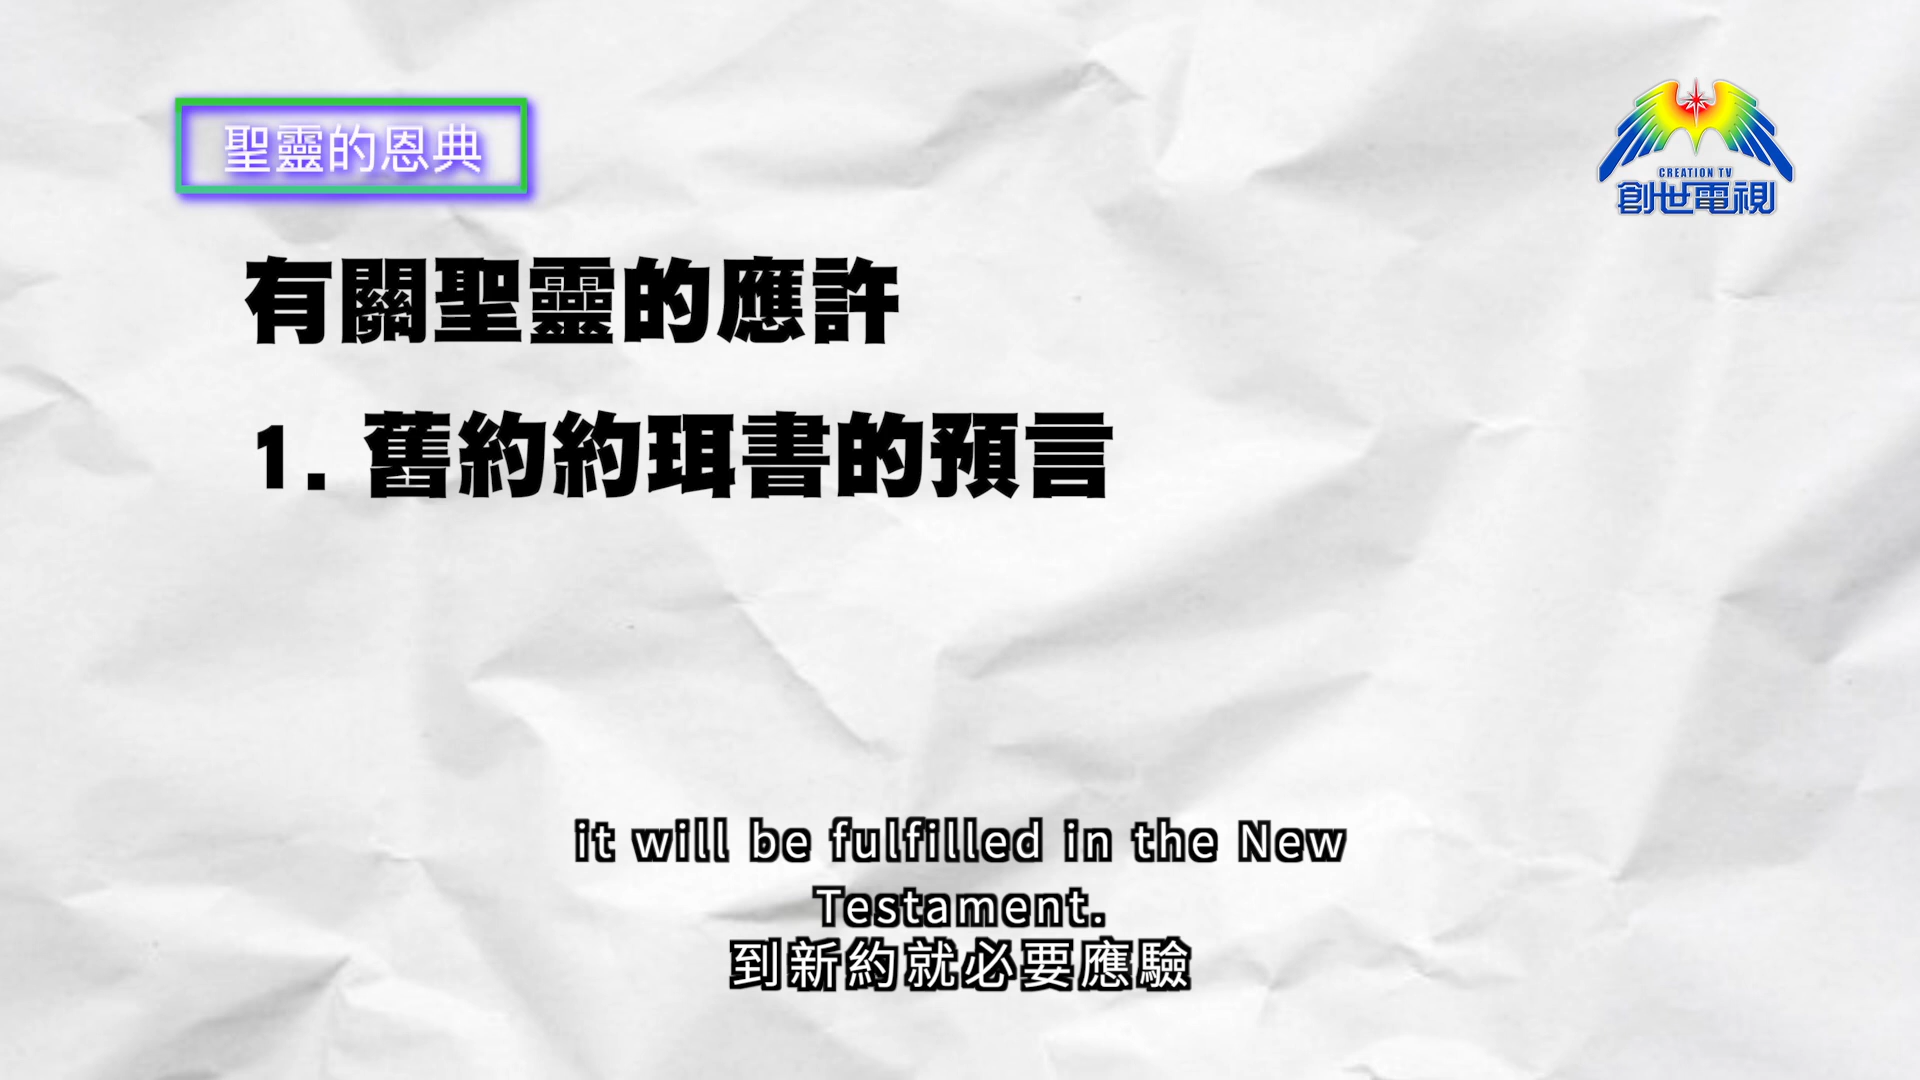 聖靈的恩典
CREATION TV
創世電視
有關聖靈的應許
1. 舊約約珥書的預言
it will be fulfilled in the New
Testament.
到新約就必要應驗